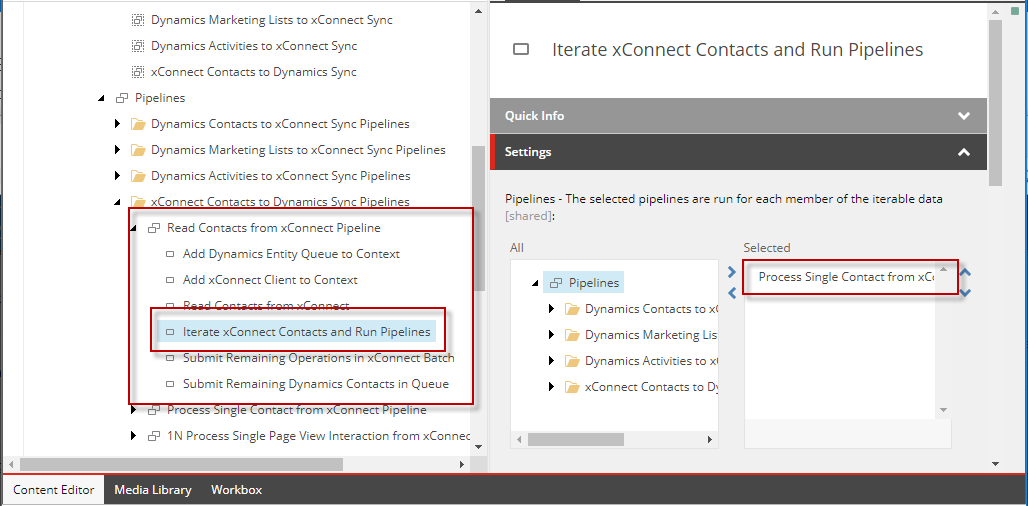 Dynamics Marketing Lists to xConnect Sync
Dynamics Activities to xConnect Sync
xConnect Contacts to Dynamics Sync
Pipelines
Dynamics Contacts to xConnect Sync Pipelines
Dynamics Marketing Lists to xConnect Sync Pipelines
Dynamics Activities to xConnect Sync Pipelines
xConnect Contacts to Dynamics Sync Pipelines
Read Contacts from xConnect Pipeline
Add Dynamics Entity Queue to Context
Add xConnect Client to Context
Read Contacts from xConnect
Iterate xConnect Contacts and Run Pipelines
Submit Remaining Operations in xConnect Batch
Submit Remaining Dynamics Contacts in Queue
Process Single Contact from xConnect Pipeline
1N Process Single Page View Interaction from xConnec
Iterate xConnect Contacts and Run Pipelines
Quick Info
Settings
Pipelines - The selected pipelines are run for each member of the iterable data
[shared]:
All
Pipelines
Dynamics Contacts to xC
Dynamics Marketing Lis
Dynamics Activities to xC
xConnect Contacts to Dy
Selected
Process Single Contact from xCo
Content Editor
Media Library
Workbox